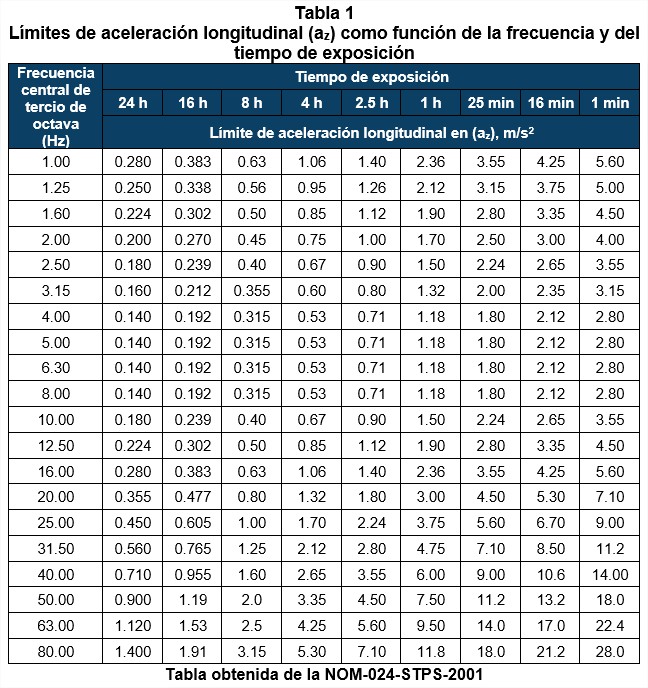 Tabla 1
Límites de aceleración longitudinal (az) como función de la frecuencia y del
tiempo de exposición
Frecuencia central de tercio de octava (Hz)
Tiempo de exposición
24 h 16 h 8 h 4 h 2.5 h 1 h 25 min 16 min 1 min
Límite de aceleración longitudinal en (az), m/s²
1.00 0.280 0.383 0.63 1.06 1.40 2.36 3.55 4.25 5.60
1.25 0.250 0.338 0.56 0.95 1.26 2.12 3.15 3.75 5.00
1.60 0.224 0.302 0.50 0.85 1.12 1.90 2.80 3.35 4.50
2.00 0.200 0.270 0.45 0.75 1.00 1.70 2.50 3.00 4.00
2.50 0.180 0.239 0.40 0.67 0.90 1.50 2.24 2.65 3.55
3.15 0.160 0.212 0.355 0.60 0.80 1.32 2.00 2.35 3.15
4.00 0.140 0.192 0.315 0.53 0.71 1.18 1.80 2.12 2.80
5.00 0.140 0.192 0.315 0.53 0.71 1.18 1.80 2.12 2.80
6.30 0.140 0.192 0.315 0.53 0.71 1.18 1.80 2.12 2.80
8.00 0.140 0.192 0.315 0.53 0.71 1.18 1.80 2.12 2.80
10.00 0.180 0.239 0.40 0.67 0.90 1.50 2.24 2.65 3.55
12.50 0.224 0.302 0.50 0.85 1.12 1.90 2.80 3.35 4.50
16.00 0.280 0.383 0.63 1.06 1.40 2.36 3.55 4.25 5.60
20.00 0.355 0.477 0.80 1.32 1.80 3.00 4.50 5.30 7.10
25.00 0.450 0.605 1.00 1.70 2.24 3.75 5.60 6.70 9.00
31.50 0.560 0.765 1.25 2.12 2.80 4.75 7.10 8.50 11.2
40.00 0.710 0.955 1.60 2.65 3.55 6.00 9.00 10.6 14.00
50.00 0.900 1.19 2.0 3.35 4.50 7.50 11.2 13.2 18.0
63.00 1.120 1.53 2.5 4.25 5.60 9.50 14.0 17.0 22.4
80.00 1.400 1.91 3.15 5.30 7.10 11.8 18.0 21.2 28.0
Tabla obtenida de la NOM-024-STPS-2001